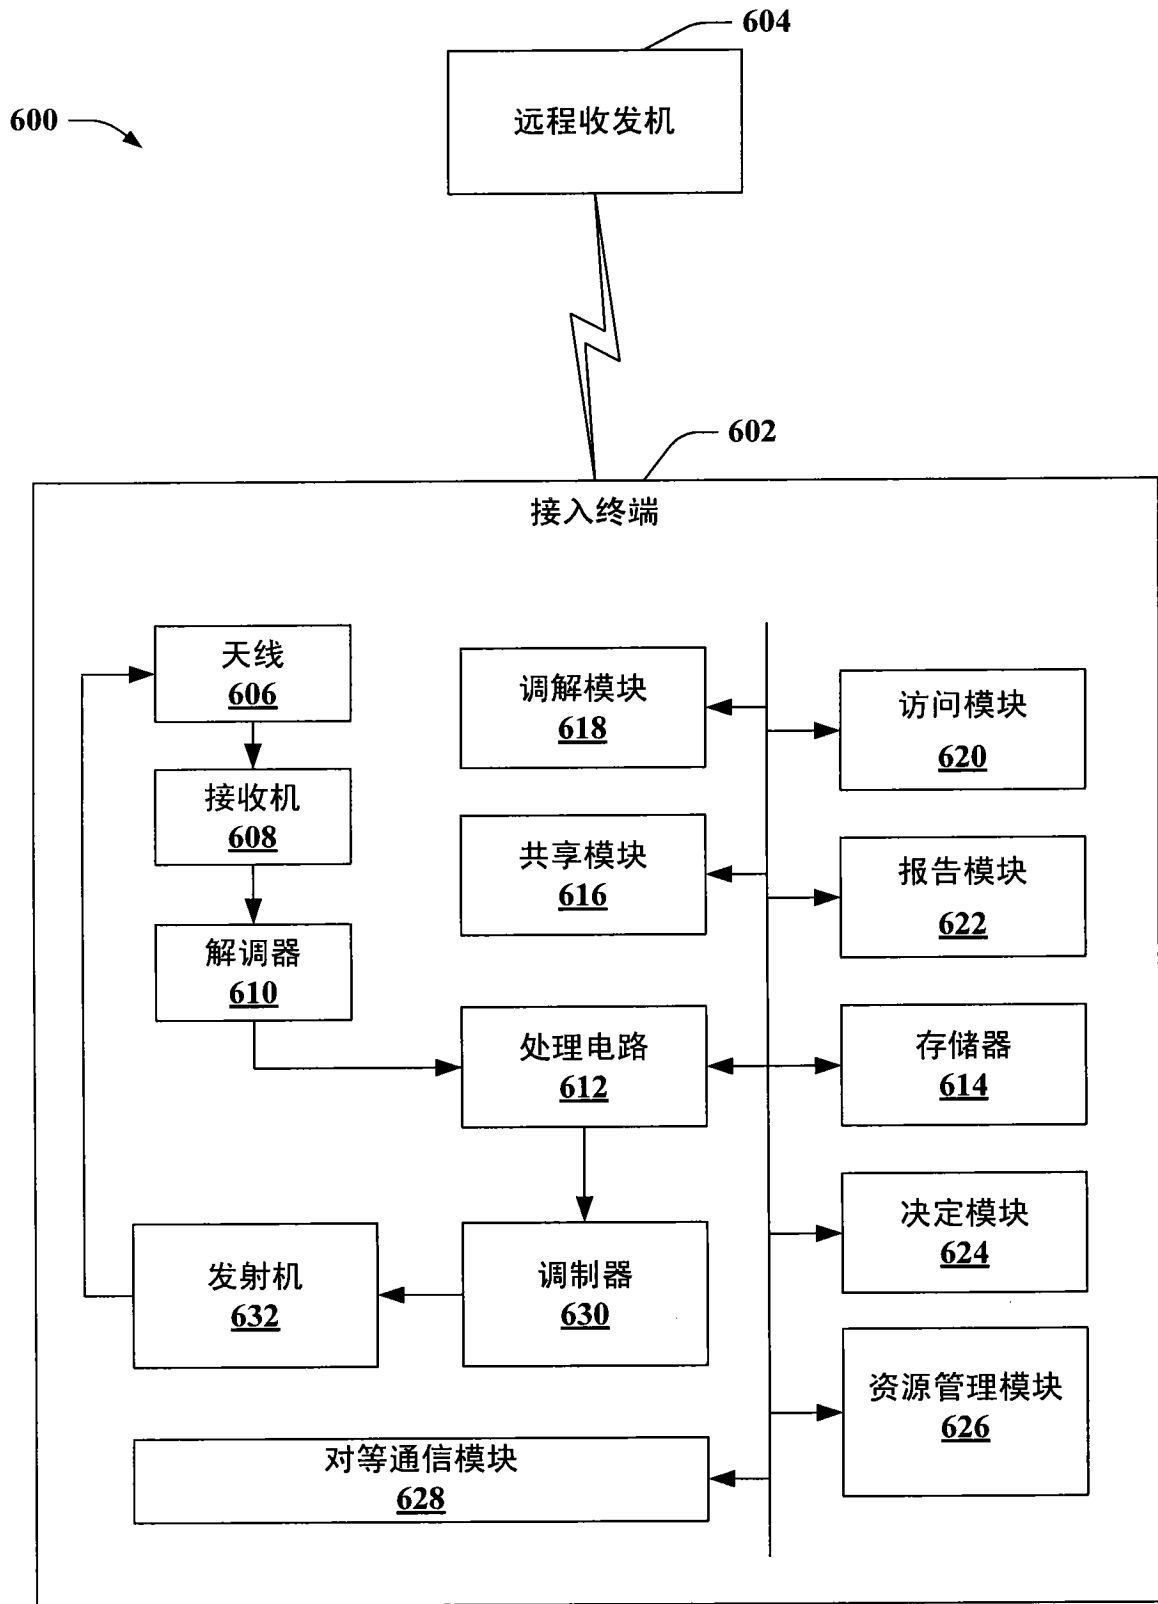 604
远程收发机
600
602
接入终端
天线
606
接收机
608
解调器
610
调解模块
618
共享模块
616
处理电路
612
访问模块
620
报告模块
622
存储器
614
决定模块
624
资源管理模块
626
发射机
632
调制器
630
对等通信模块
628